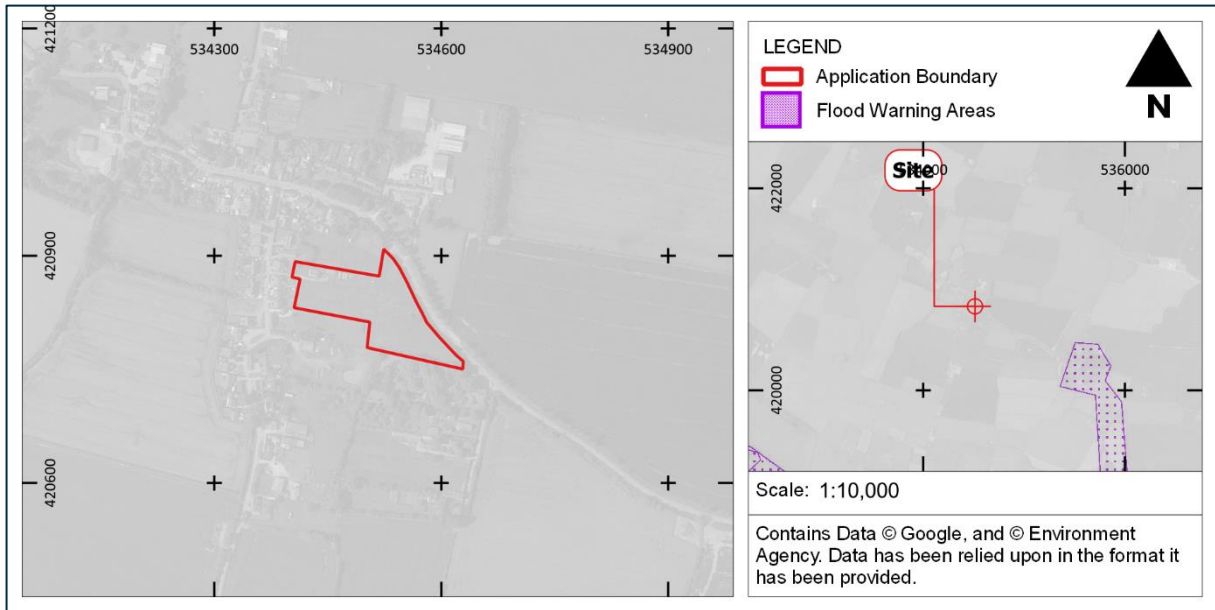 421200
534300
534600
534900
420900
420600
LEGEND
Application Boundary
Flood Warning Areas
N
Site
534000
536000
422000
420000
Scale: 1:10,000
Contains Data © Google, and © Environment
Agency. Data has been relied upon in the format it
has been provided.